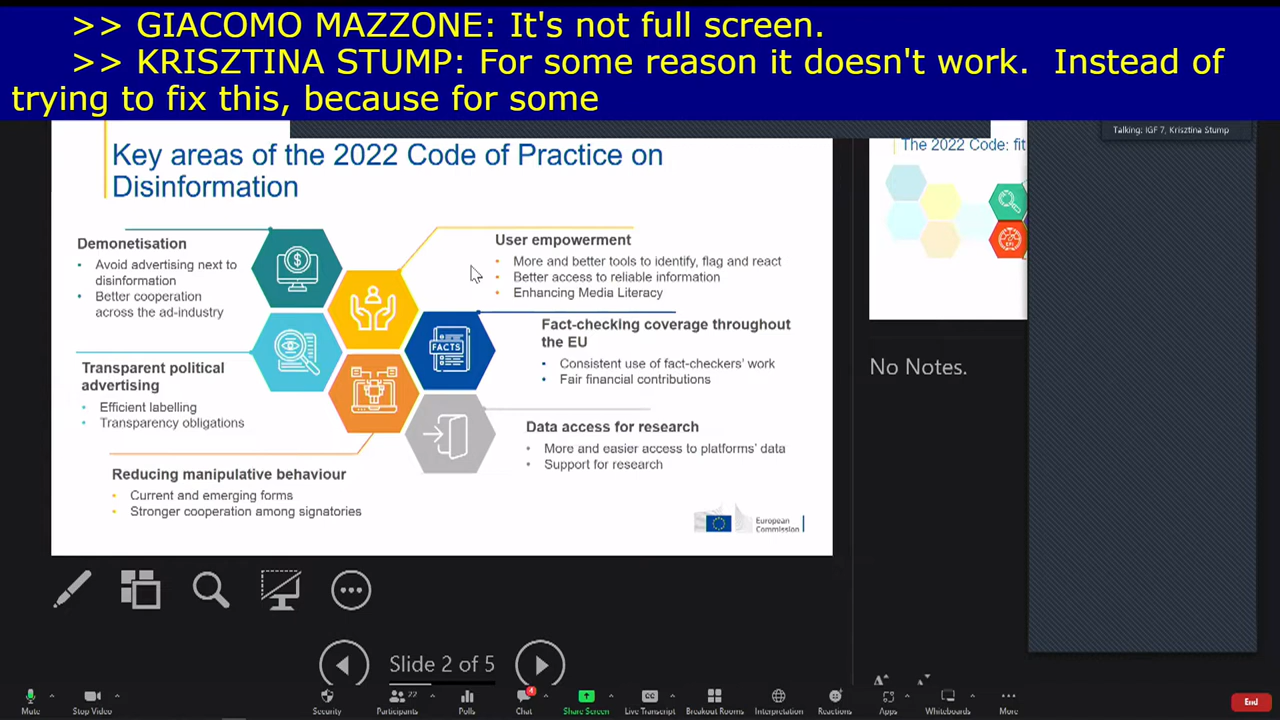 >> GIACOMO MAZZONE: It's not full screen.
>> KRISZTINA STUMP: For some reason it doesn't work. Instead of
trying to fix this, because for some
Talking: IGF 7, Krisztina Stump
Key areas of the 2022 Code of Practice on
Disinformation
The 2022 Code: fit
Demonetisation
• Avoid advertising next to
disinformation
• Better cooperation
across the ad-industry
User empowerment
• More and better tools to identify, flag and react
• Better access to reliable information
• Enhancing Media Literacy
FACTS
Fact-checking coverage throughout
the EU
• Consistent use of fact-checkers' work
• Fair financial contributions
Transparent political
advertising
• Efficient labelling
• Transparency obligations
Data access for research
• More and easier access to platforms' data
• Support for research
Reducing manipulative behaviour
• Current and emerging forms
• Stronger cooperation among signatories
European
Commission
No Notes.
Slide 2 of 5
Mute
Stop Video
Security
Participants
Polls
Chat
4
Share Screen
Live Transcript
Breakout Rooms
Interpretation
Reactions
Apps
Whiteboards
More
End